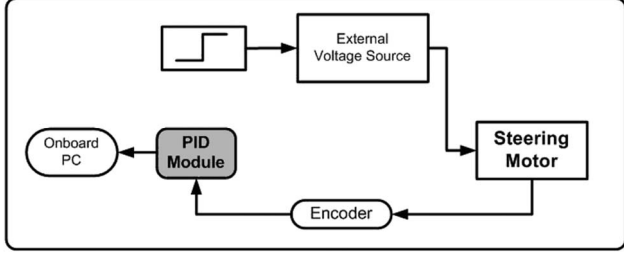 External
Voltage Source
Steering
Motor
Encoder
PID
Module
Onboard
PC